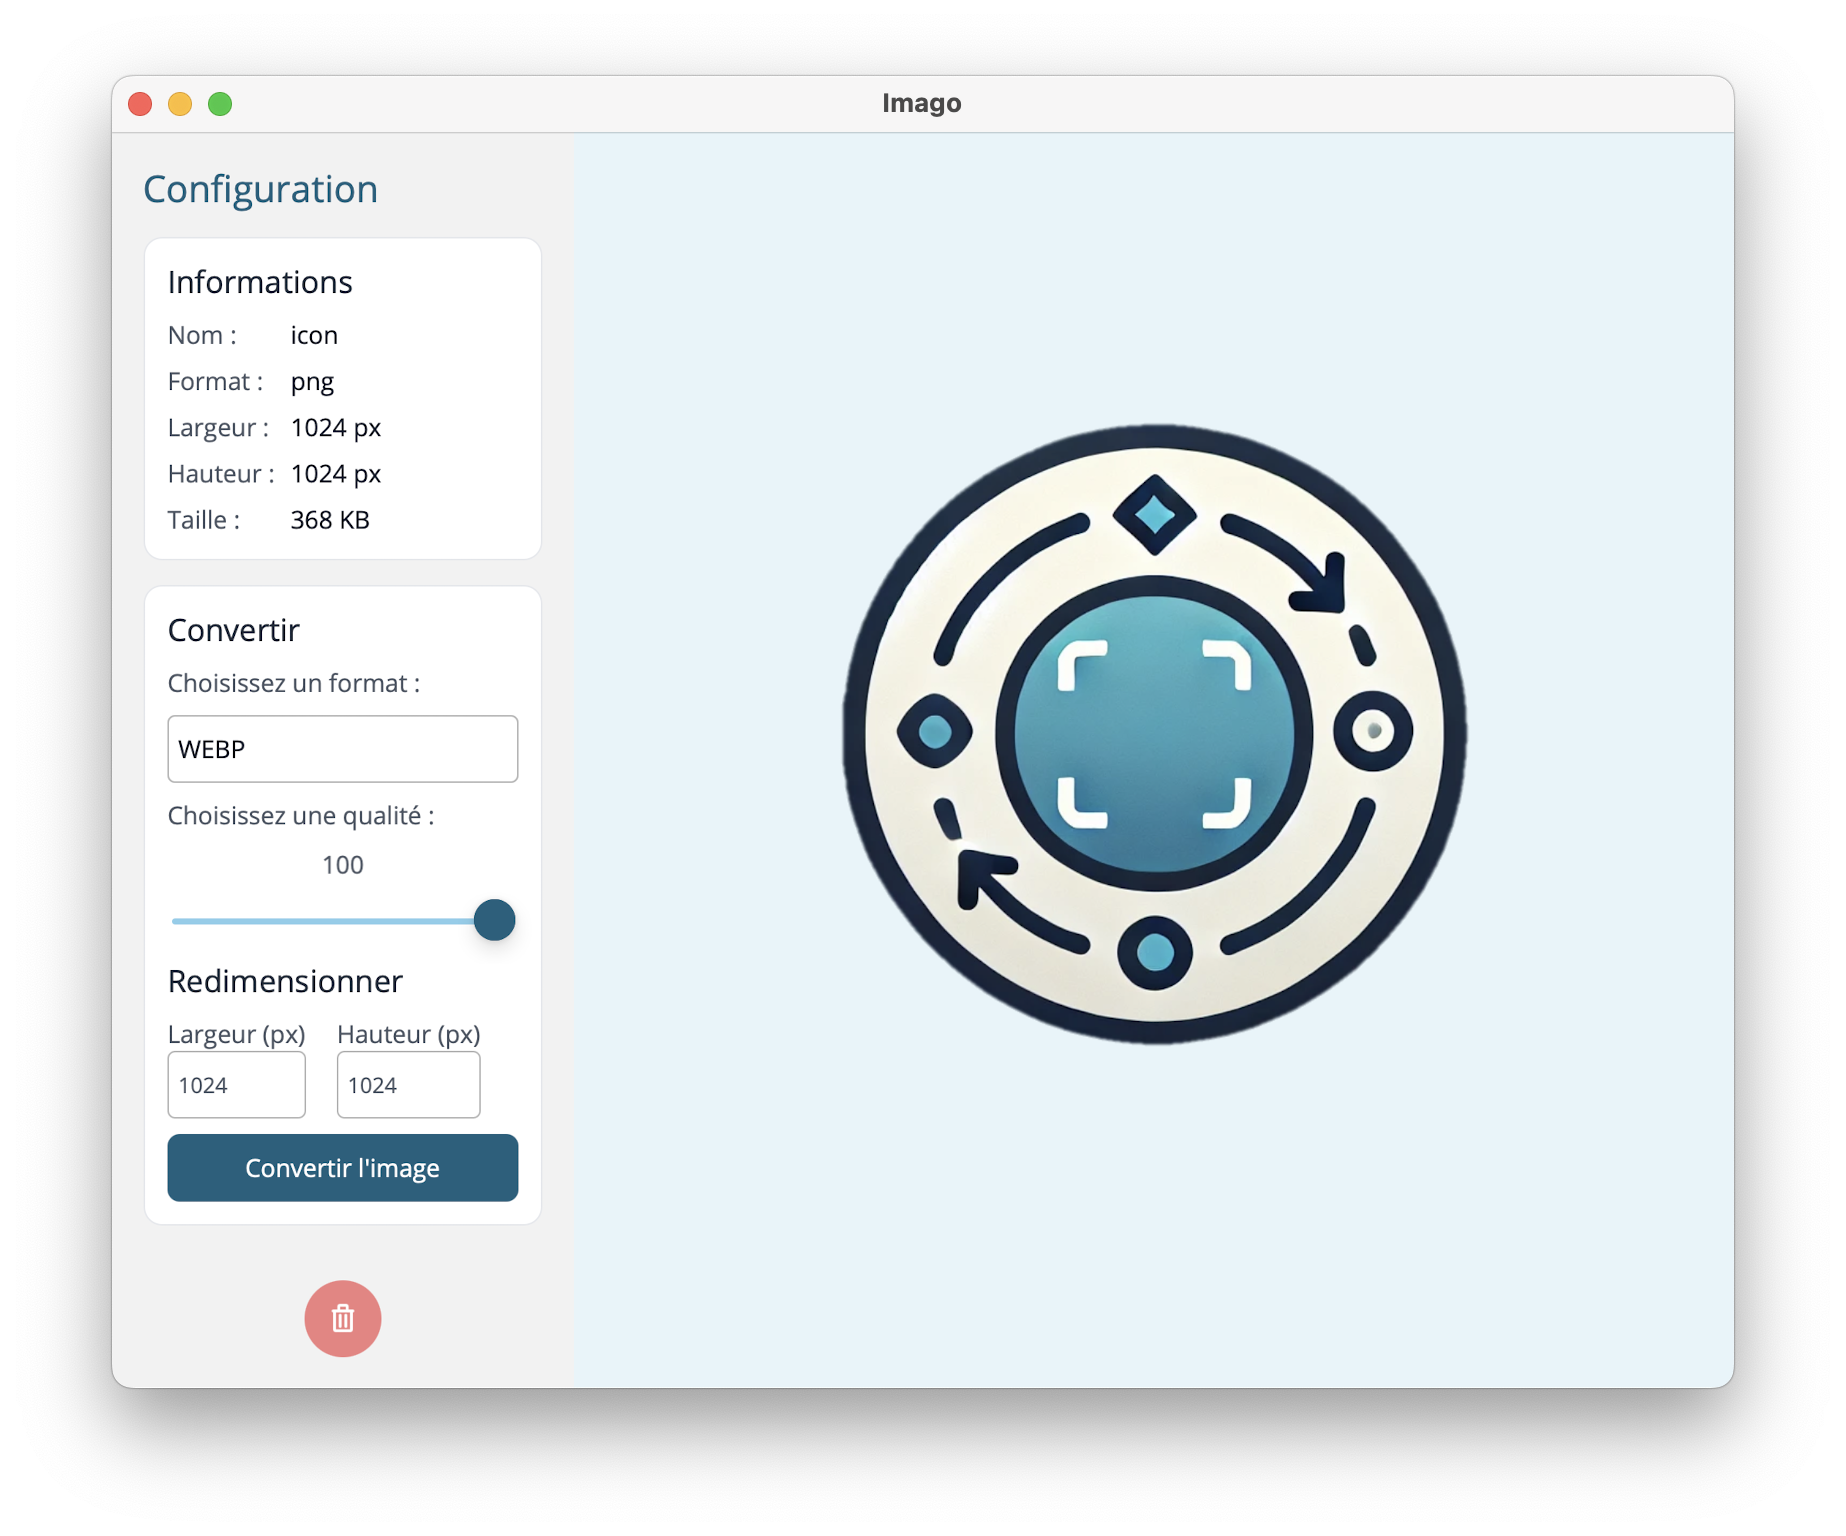 Imago
Configuration
Informations
Nom : icon
Format : png
Largeur : 1024 px
Hauteur : 1024 px
Taille : 368 KB
Convertir
Choisissez un format :
WEBP
Choisissez une qualité :
100
Redimensionner
Largeur (px) Hauteur (px)
1024 1024
Convertir l'image